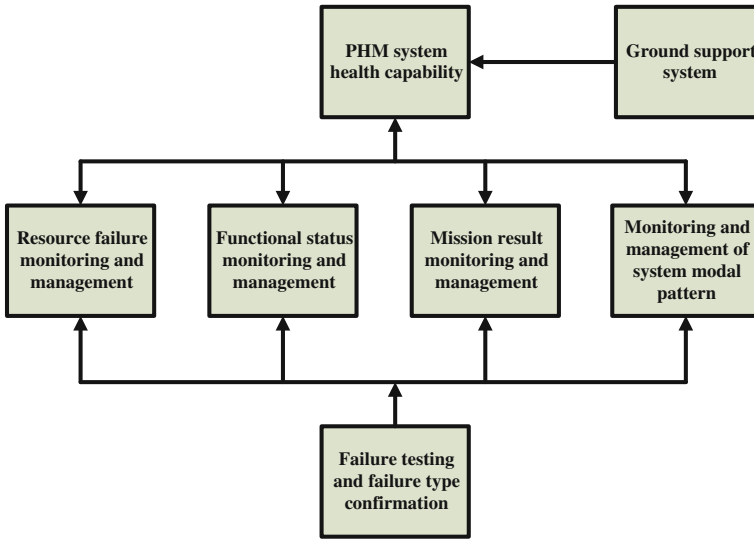 PHM system
health capability
Ground support
system
Resource failure
monitoring and
management
Functional status
monitoring and
management
Mission result
monitoring and
management
Monitoring and
management of
system modal
pattern
Failure testing
and failure type
confirmation